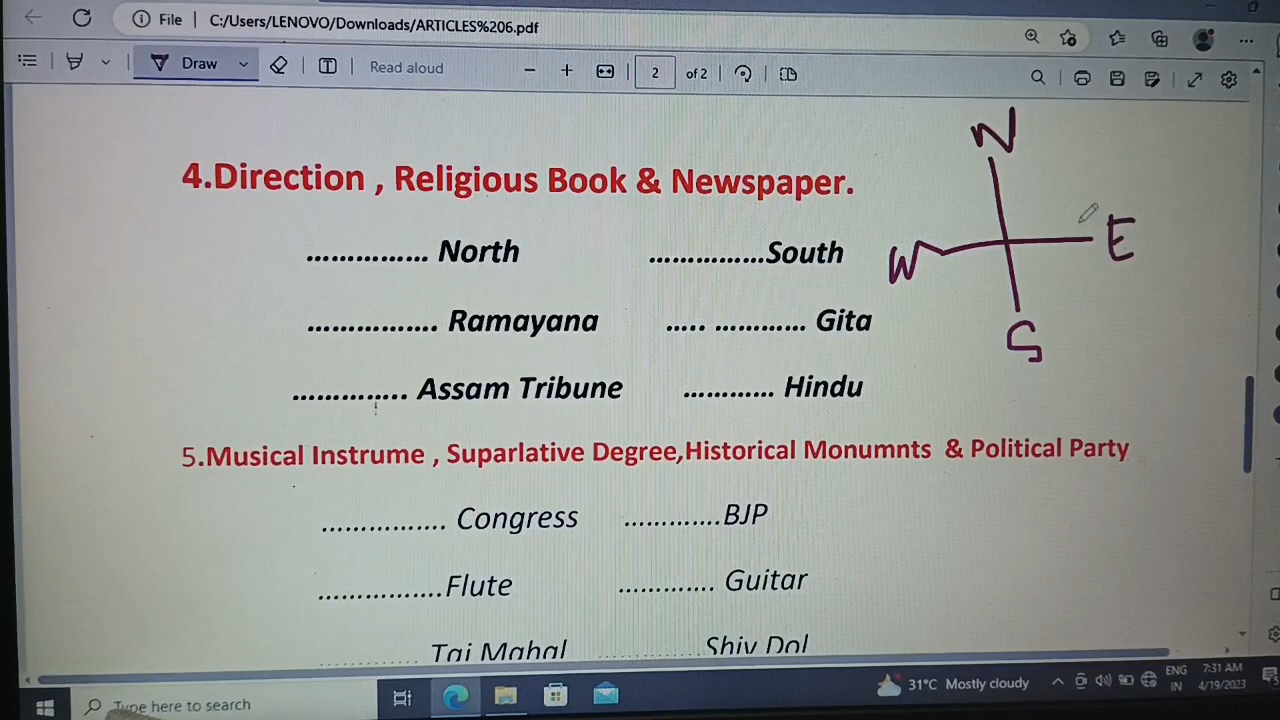 File | C:/Users/LENOVO/Downloads/ARTICLES%206.pdf
Draw Read aloud 2 of 2
N
4.Direction , Religious Book & Newspaper.
…………… North ……………South
W E
……………. Ramayana ….. ………… Gita
S
………….. Assam Tribune ………… Hindu
5.Musical Instrume , Suparlative Degree,Historical Monumnts & Political Party
……………. Congress ………….BJP
…………….Flute …………. Guitar
………….. Taj Mahal …………..Shiv Dol
31°C Mostly cloudy ENG 7:31 AM
Type here to search IN 4/19/2023